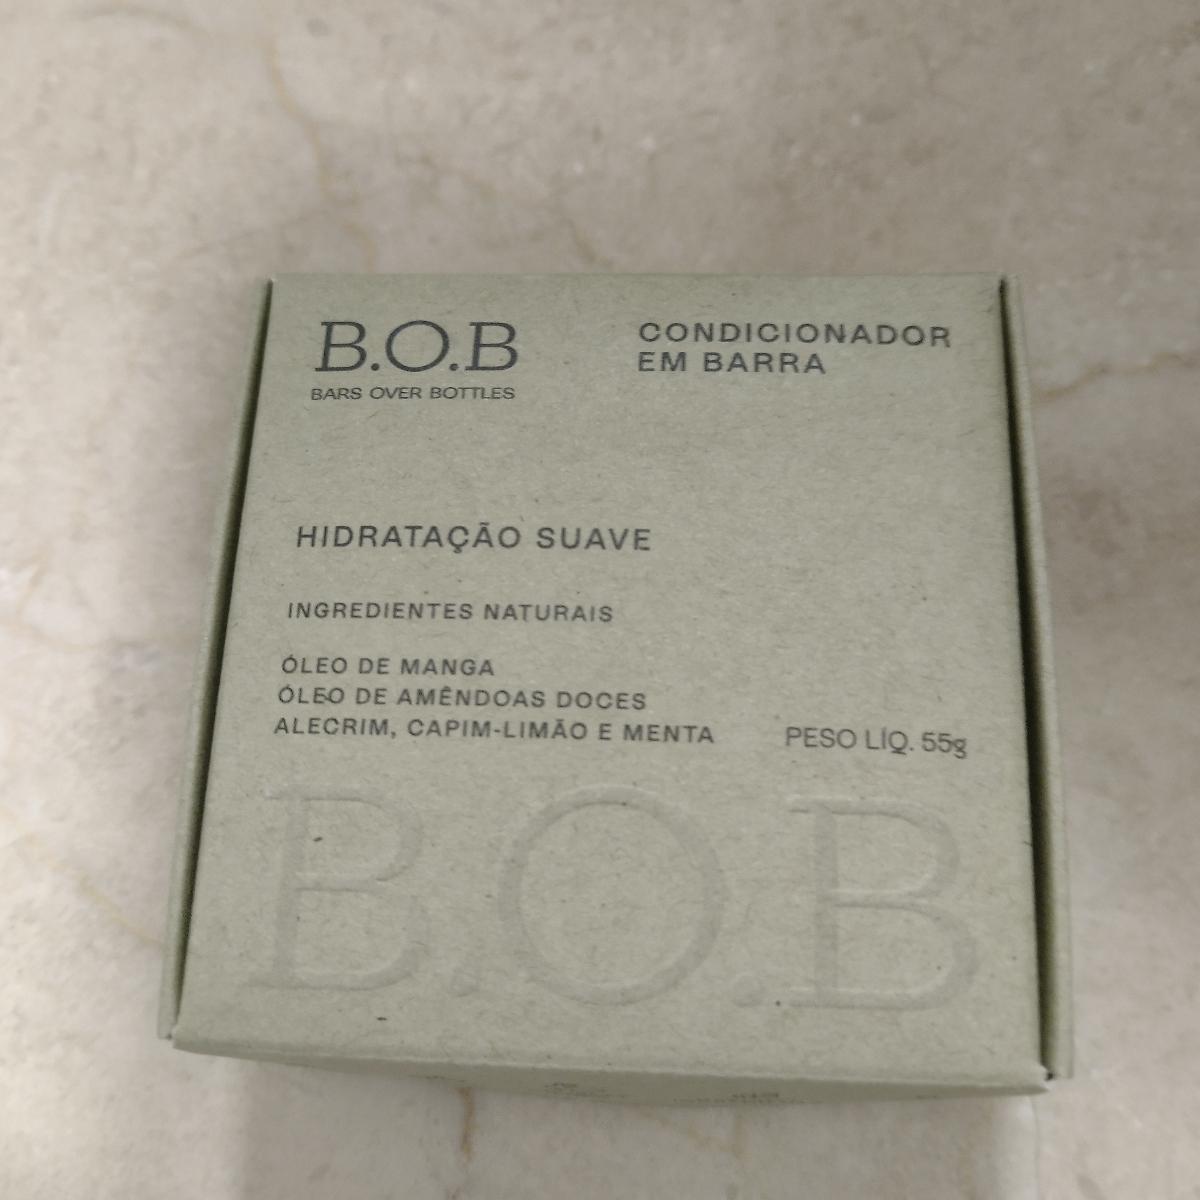 B.O.B
BARS OVER BOTTLES
CONDICIONADOR
EM BARRA
HIDRATAÇÃO SUAVE
INGREDIENTES NATURAIS
ÓLEO DE MANGA
ÓLEO DE AMÊNDOAS DOCES
ALECRIM, CAPIM-LIMÃO E MENTA
PESO LÍQ. 55g
B.O.B